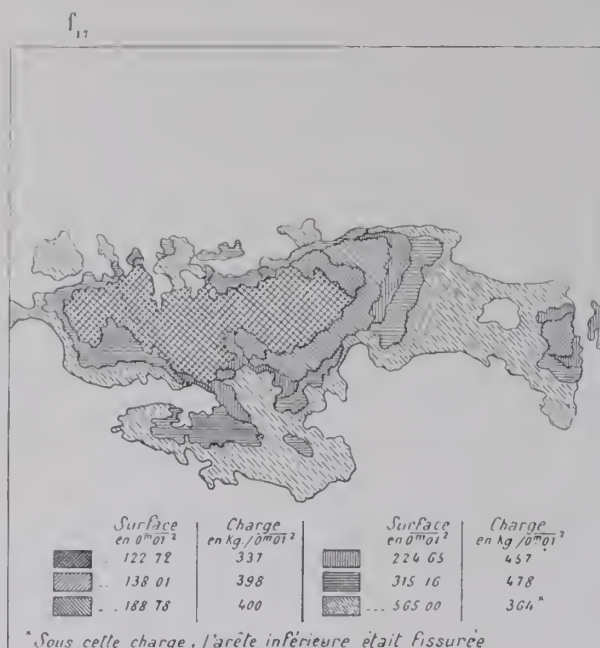 f₁₇
Surface Charge Surface Charge
en 0ᵐ01² en kg./0ᵐ01² en 0ᵐ01² en kg/0ᵐ01²
.. 122 72 337 224 65 457
.. 138 01 398 315 16 478
.. 188 78 400 ... 565 00 364*
*Sous cette charge, l'arête inférieure était fissurée